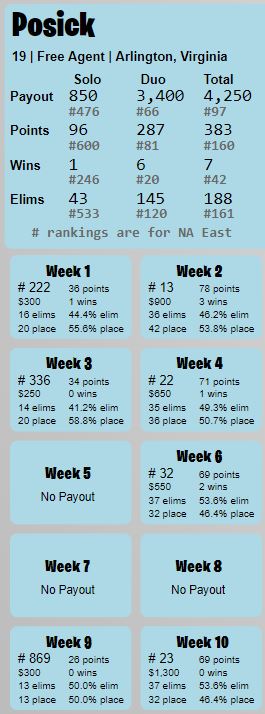 Posick
19 | Free Agent | Arlington, Virginia
Solo Duo Total
Payout 850 3,400 4,250
#476 #66 #97
Points 96 287 383
#600 #81 #160
Wins 1 6 7
#246 #20 #42
Elims 43 145 188
#533 #120 #161
# rankings are for NA East
Week 1
# 222 36 points
$300 1 wins
16 elims 44.4% elim
20 place 55.6% place
Week 2
# 13 78 points
$900 3 wins
36 elims 46.2% elim
42 place 53.8% place
Week 3
# 336 34 points
$250 0 wins
14 elims 41.2% elim
20 place 58.8% place
Week 4
# 22 71 points
$650 1 wins
35 elims 49.3% elim
36 place 50.7% place
Week 5
No Payout
Week 6
# 32 69 points
$550 2 wins
37 elims 53.6% elim
32 place 46.4% place
Week 7
No Payout
Week 8
No Payout
Week 9
# 869 26 points
$300 0 wins
13 elims 50.0% elim
13 place 50.0% place
Week 10
# 23 69 points
$1,300 0 wins
37 elims 53.6% elim
32 place 46.4% place